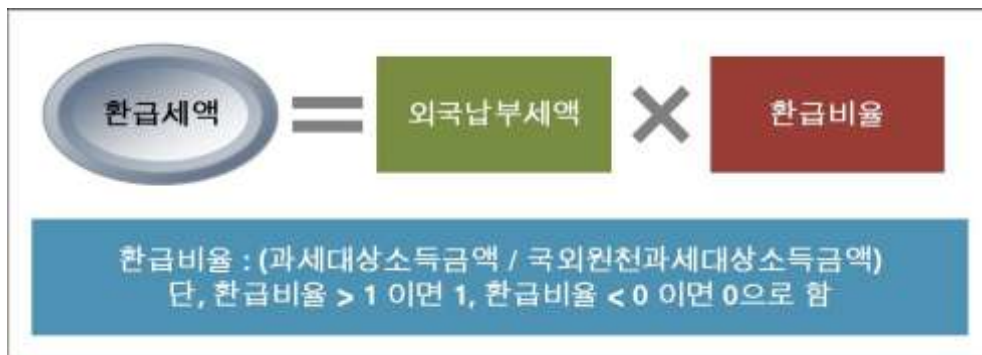 환급세액 = 외국납부세액 × 환급비율
환급비율 : (과세대상소득금액 / 국외원천과세대상소득금액)
단, 환급비율 > 1 이면 1, 환급비율 < 0 이면 0으로 함